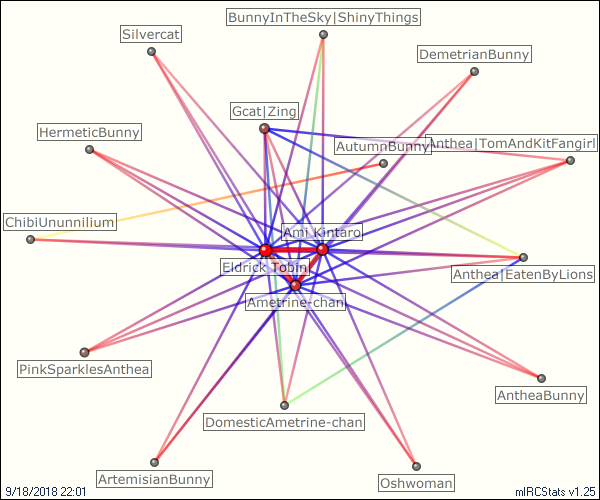 BunnyInTheSky|ShinyThings
Silvercat
DemetrianBunny
Gcat|Zing
HermeticBunny
AutumpBunny
Anthea|TomAndKitFangirl
ChibiUnunnilium
Ami Kintaro
Eldrick Tobin
Anthea|EatenByLions
Ametrine-chan
PinkSparklesAnthea
AntheaBunny
DomesticAmetrine-chan
ArtemisianBunny
Oshwoman
9/18/2018 22:01
mIRCStats v1.25